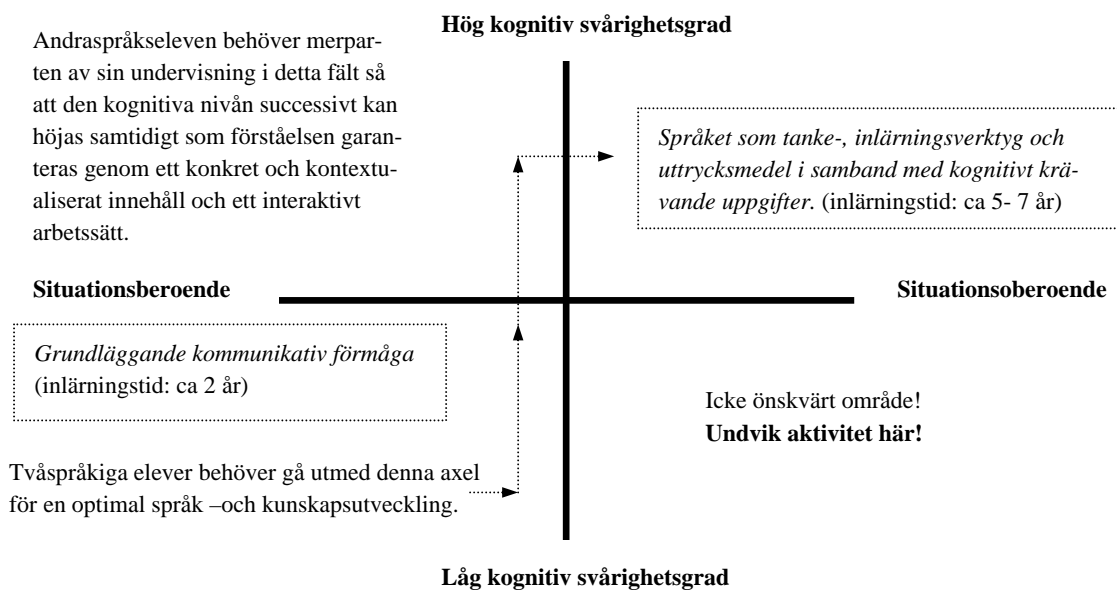 Hög kognitiv svårighetsgrad
Andraspråkseleven behöver merpar-
ten av sin undervisning i detta fält så
att den kognitiva nivån successivt kan
höjas samtidigt som förståelsen garan-
teras genom ett konkret och kontextu-
aliserat innehåll och ett interaktivt
arbetssätt.
Språket som tanke-, inlärningsverktyg och
uttrycksmedel i samband med kognitivt krä-
vande uppgifter. (inlärningstid: ca 5- 7 år)
Situationsberoende
Situationsoberoende
Grundläggande kommunikativ förmåga
(inlärningstid: ca 2 år)
Icke önskvärt område!
Undvik aktivitet här!
Tvåspråkiga elever behöver gå utmed denna axel
för en optimal språk –och kunskapsutveckling.
Låg kognitiv svårighetsgrad